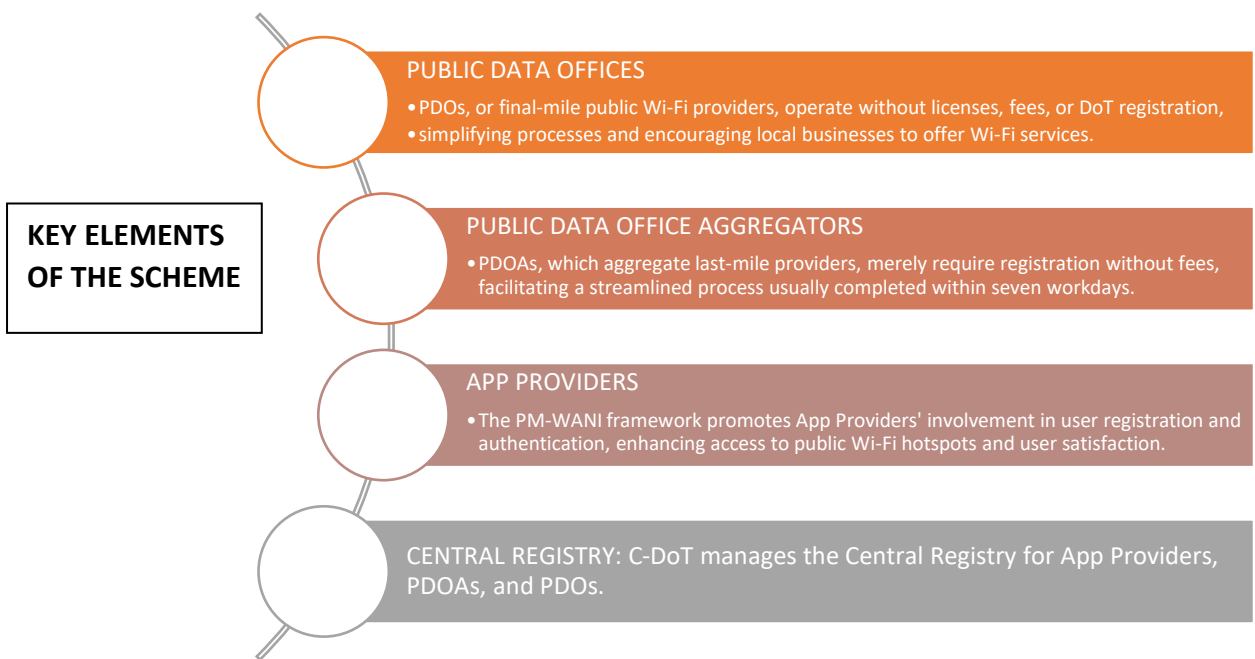 KEY ELEMENTS
OF THE SCHEME
PUBLIC DATA OFFICES
•PDOs, or final-mile public Wi-Fi providers, operate without licenses, fees, or DoT registration,
•simplifying processes and encouraging local businesses to offer Wi-Fi services.
PUBLIC DATA OFFICE AGGREGATORS
•PDOAs, which aggregate last-mile providers, merely require registration without fees,
facilitating a streamlined process usually completed within seven workdays.
APP PROVIDERS
•The PM-WANI framework promotes App Providers' involvement in user registration and
authentication, enhancing access to public Wi-Fi hotspots and user satisfaction.
CENTRAL REGISTRY: C-DoT manages the Central Registry for App Providers,
PDOAs, and PDOs.